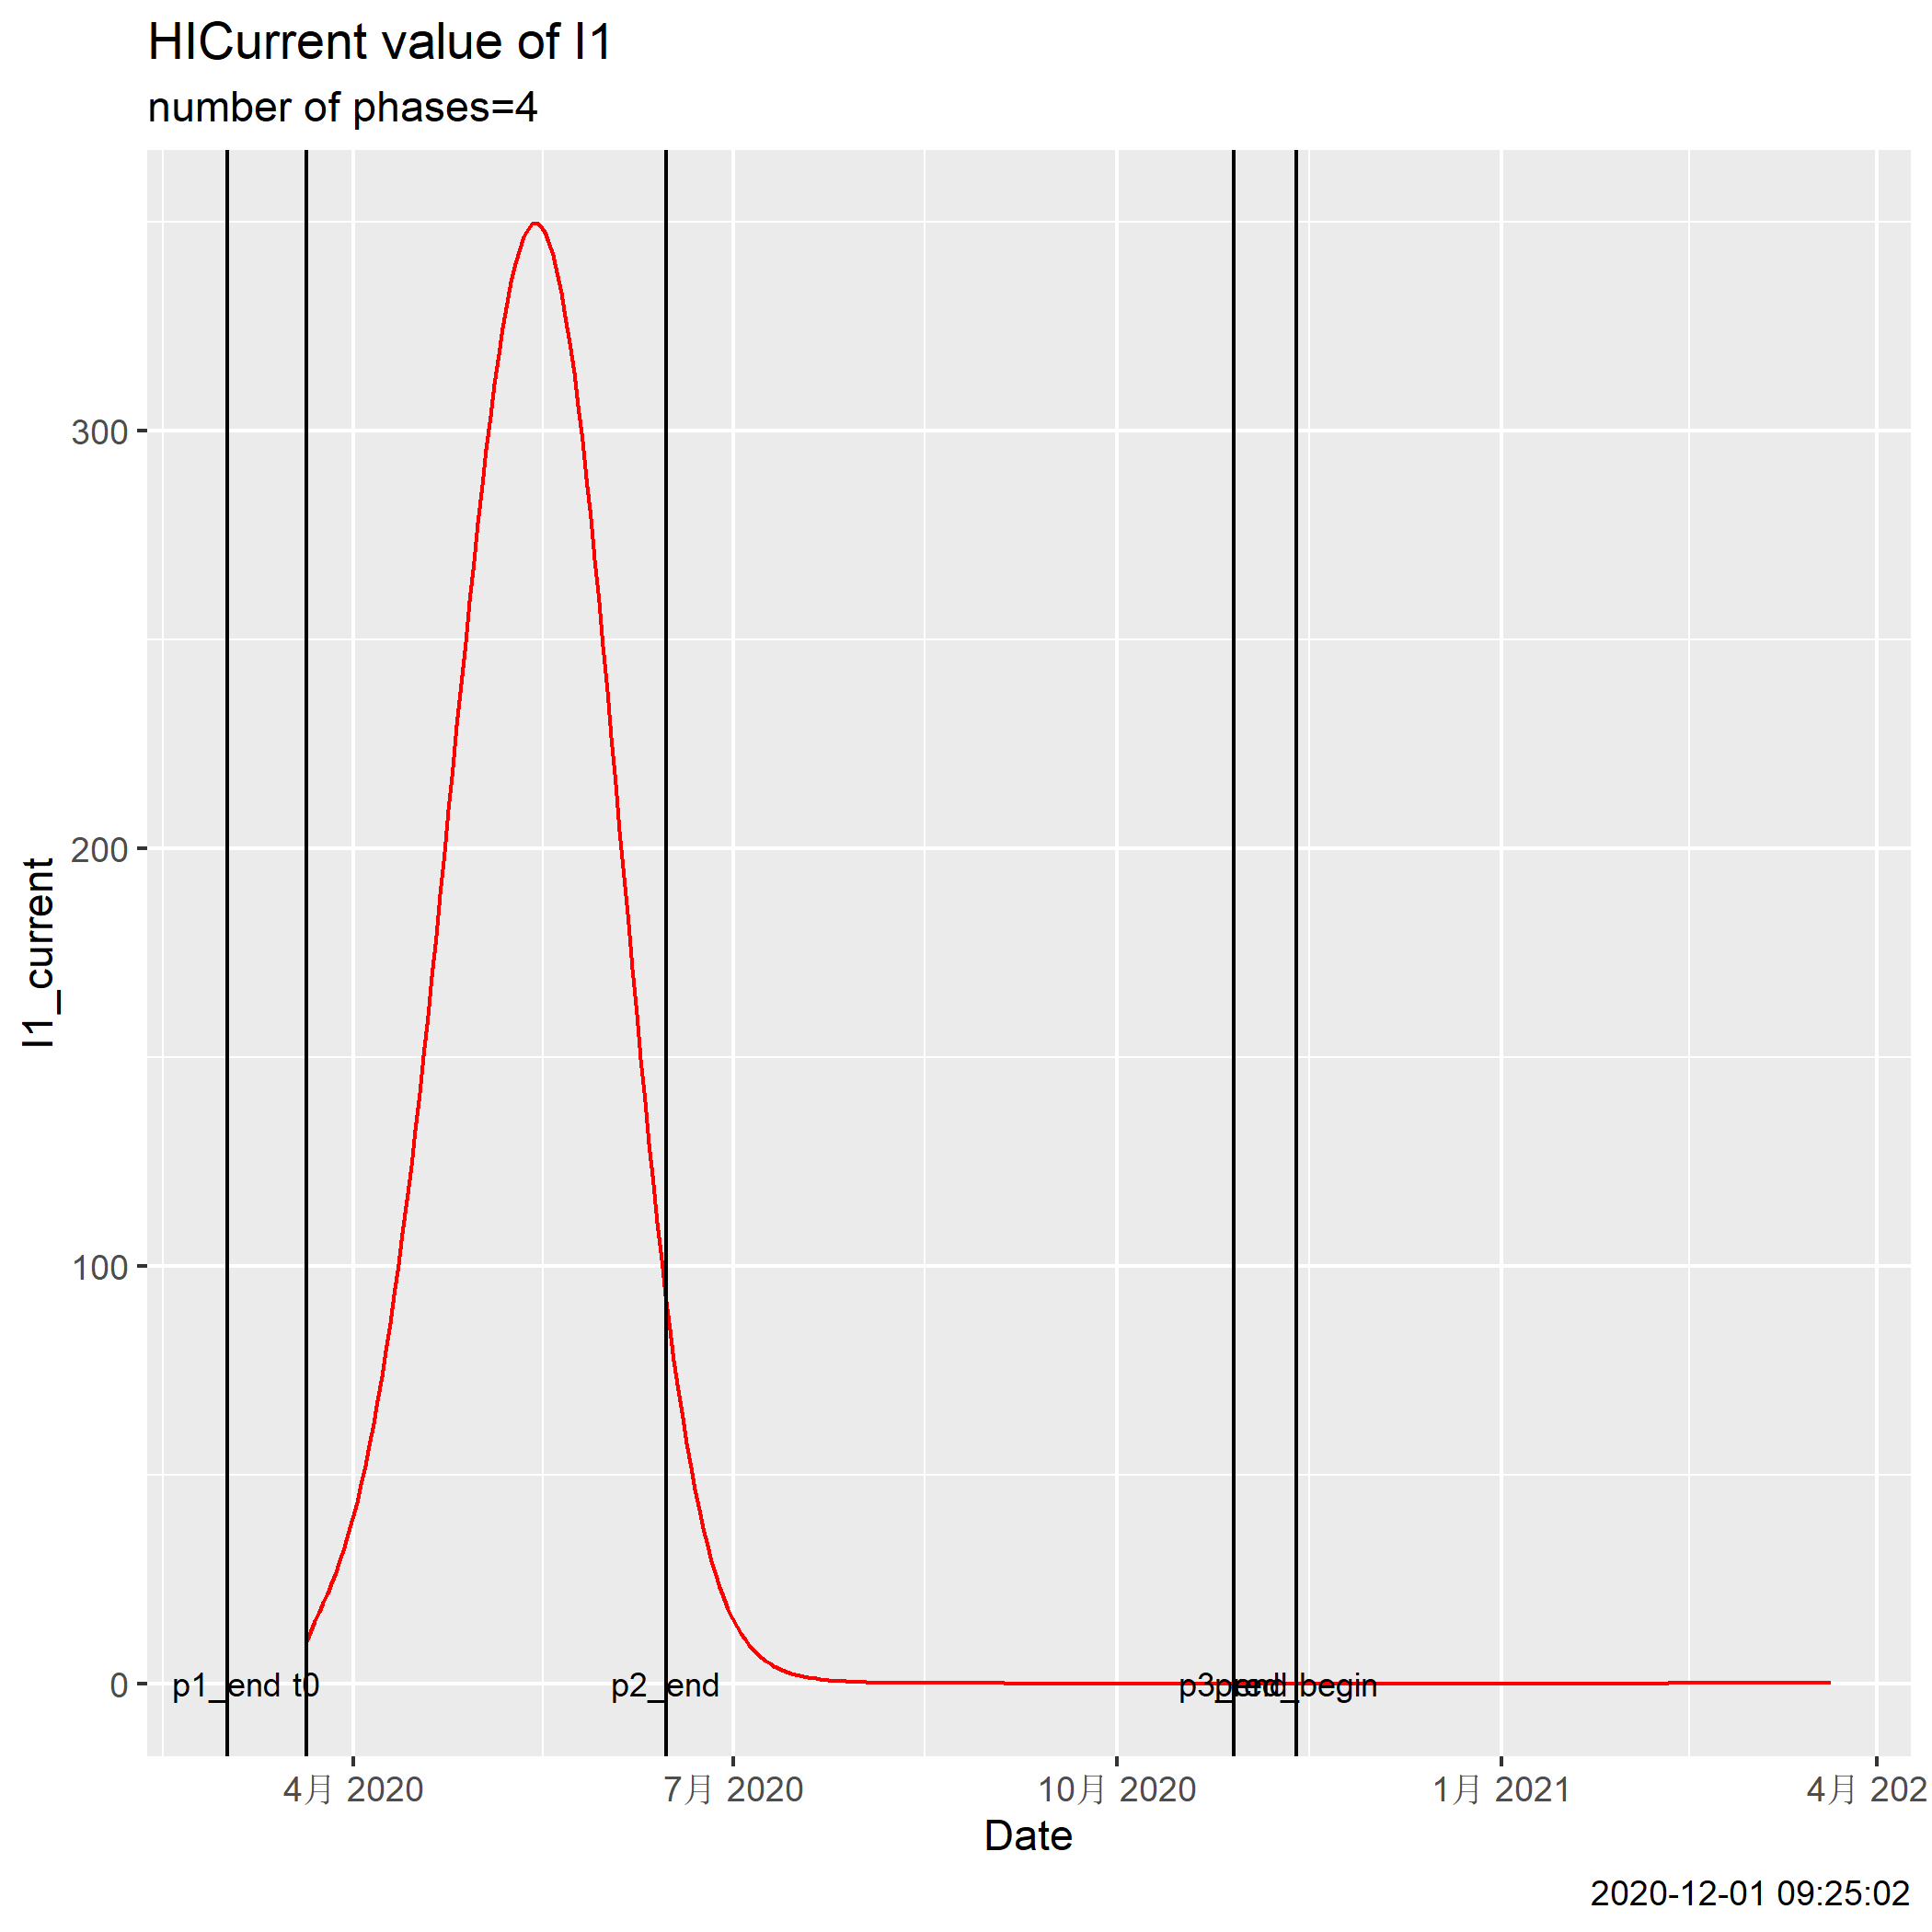 HICurrent value of I1
number of phases=4
I1_current
300
200
100
0
p1_end t0
p2_end
p3_end
pred_begin
4月 2020
7月 2020
10月 2020
1月 2021
4月 202
Date
2020-12-01 09:25:02